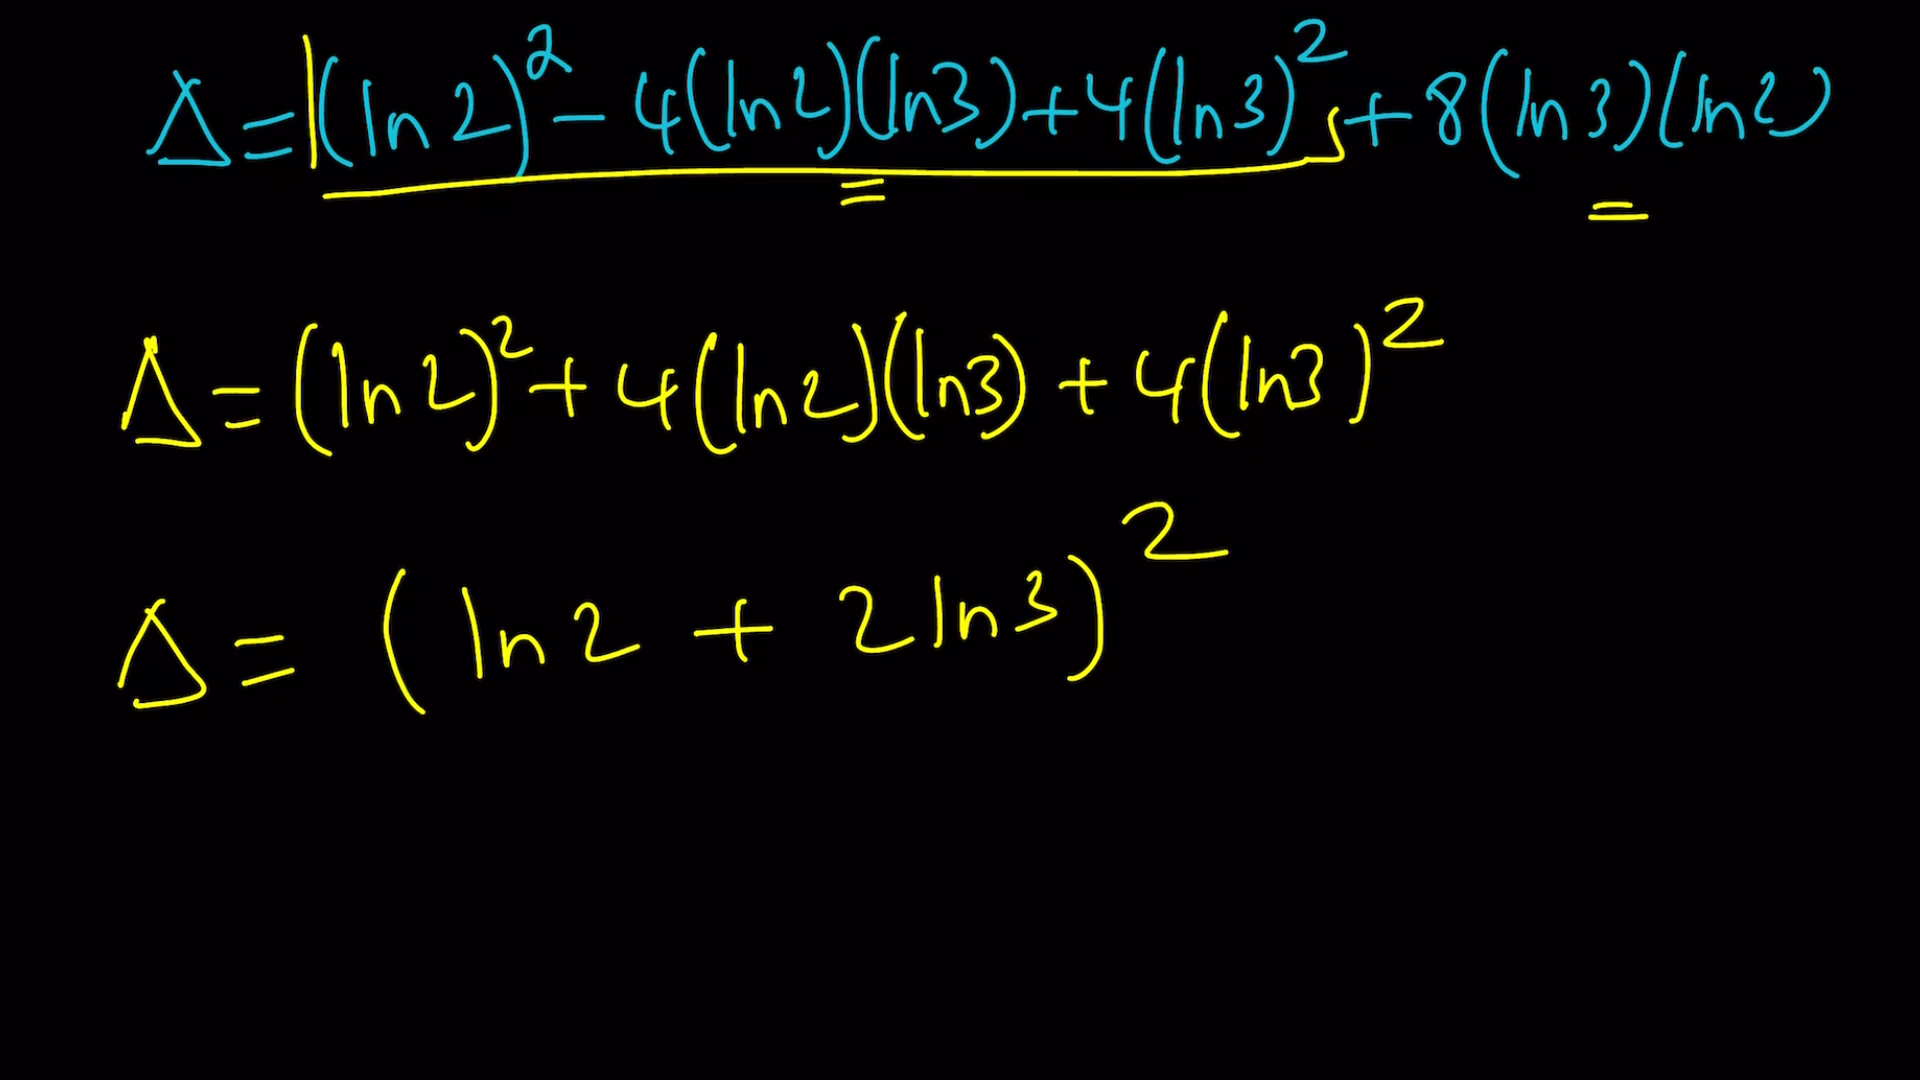 Δ = (ln 2)² - 4(ln 2)(ln 3) + 4(ln 3)² + 8(ln 3)(ln 2)
Δ = (ln 2)² + 4(ln 2)(ln 3) + 4(ln 3)²
Δ = (ln 2 + 2 ln 3)²